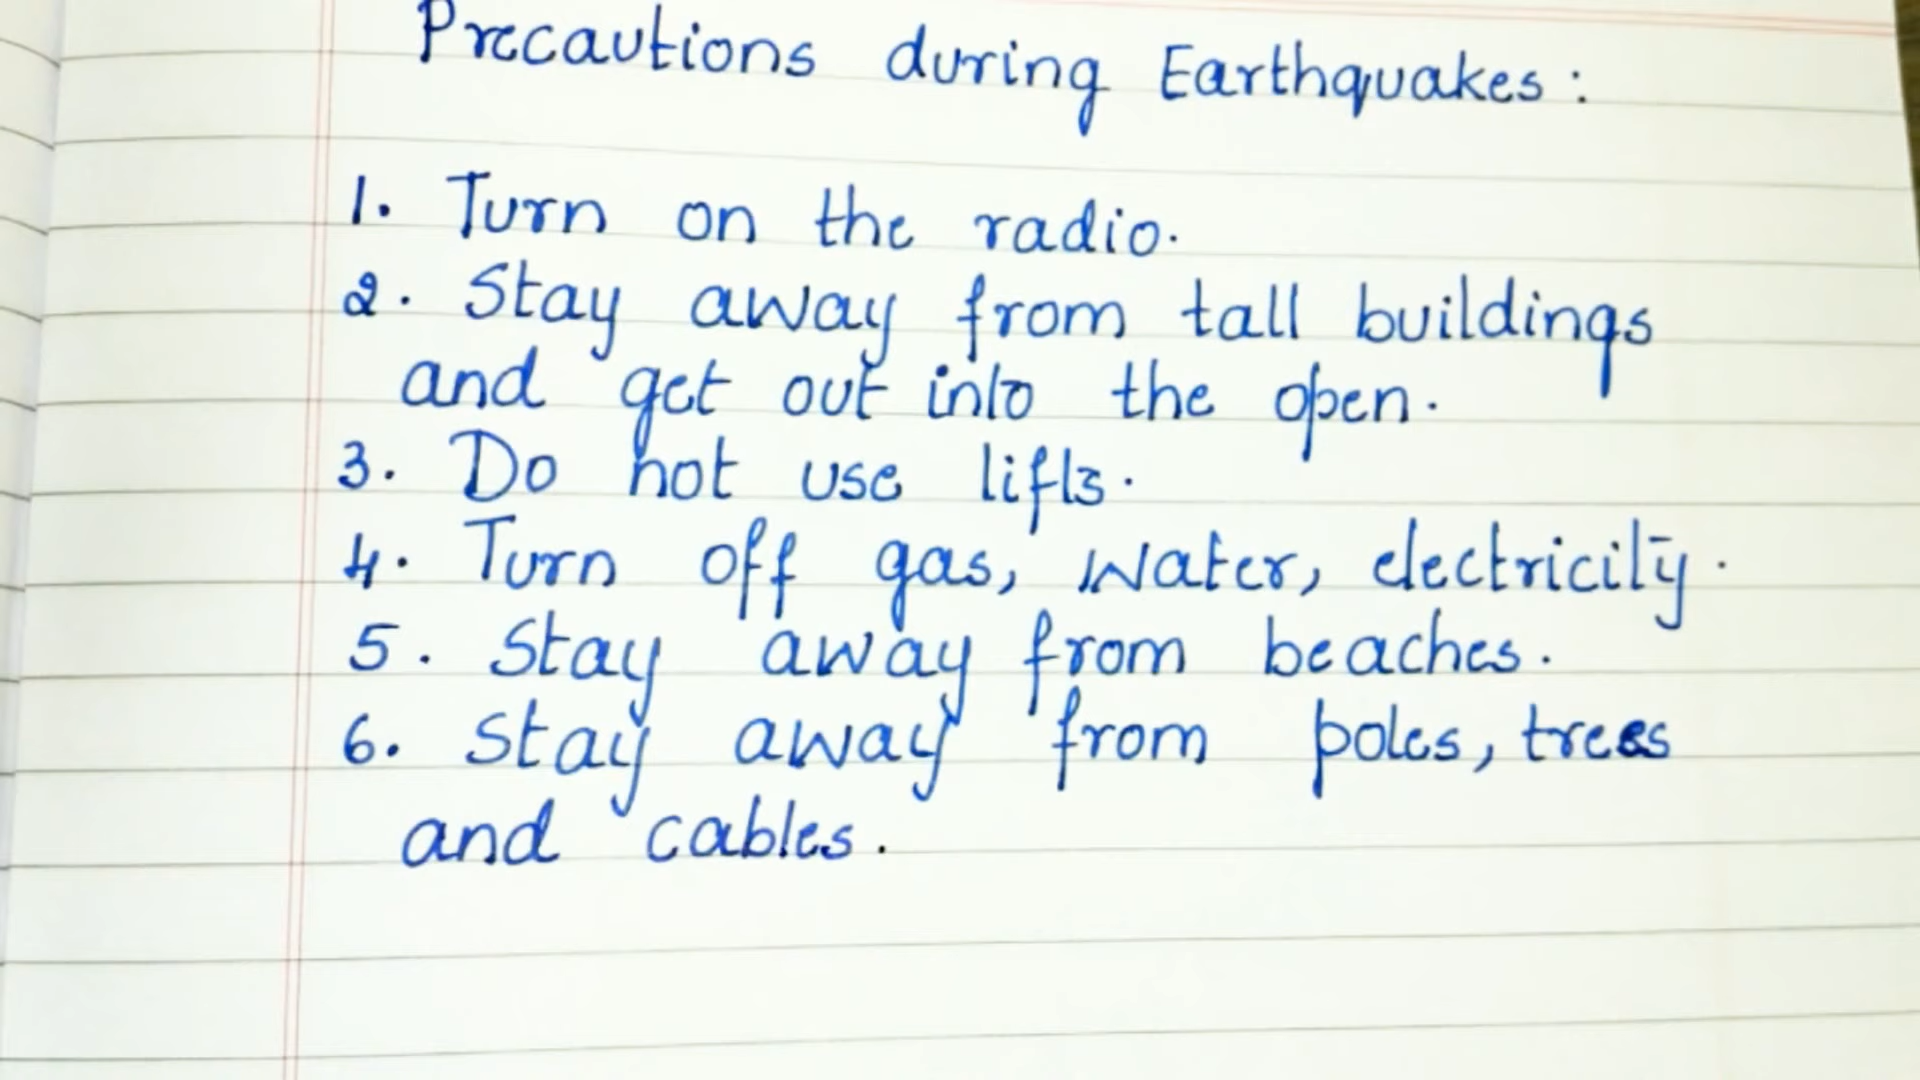 Precautions during Earthquakes:
1. Turn on the radio.
2. Stay away from tall buildings
and get out into the open.
3. Do not use lifts.
4. Turn off gas, water, electricity.
5. Stay away from beaches.
6. Stay away from poles, trees
and cables.